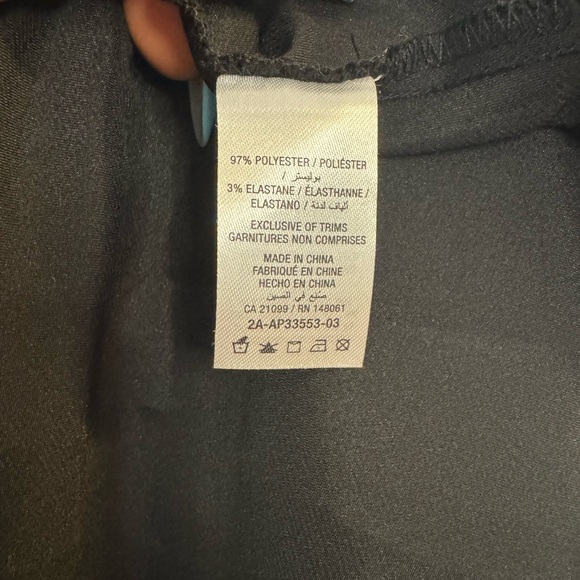 97% POLYESTER / POLIÉSTER
/ بوليستر
3% ELASTANE / ÉLASTHANNE /
ELASTANO / ألياف لدنة
EXCLUSIVE OF TRIMS
GARNITURES NON COMPRISES
MADE IN CHINA
FABRIQUÉ EN CHINE
HECHO EN CHINA
صنع في الصين
CA 21099 / RN 148061
2A-AP33553-03